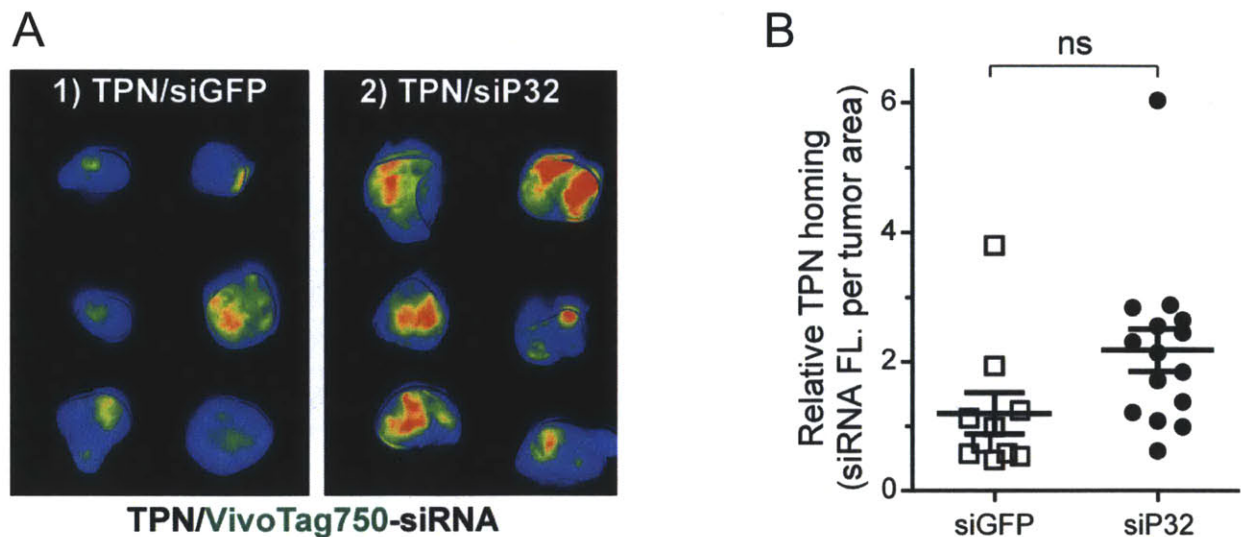 A
1) TPN/siGFP
2) TPN/siP32
TPN/VivoTag750-siRNA
B
ns
Relative TPN homing
(siRNA FL. per tumor area)
6
4
2
0
siGFP
siP32